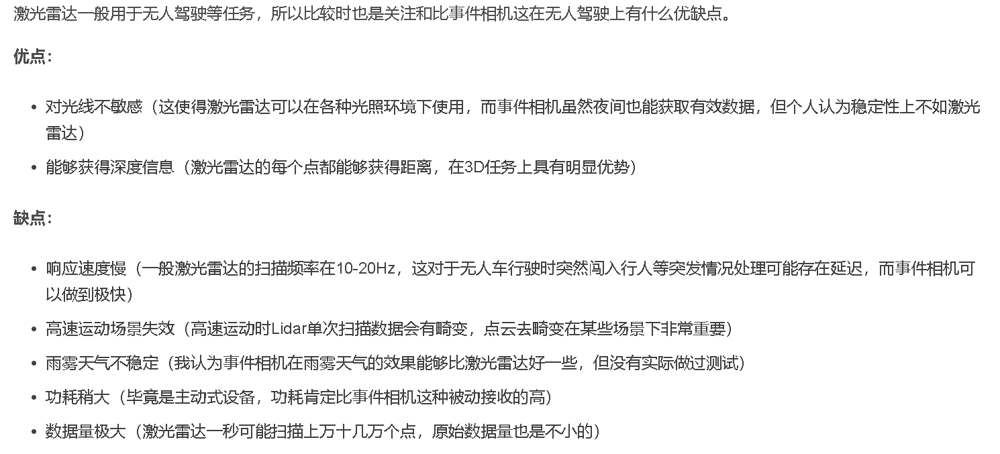 激光雷达一般用于无人驾驶等任务，所以比较时也是关注和比事件相机这在无人驾驶上有什么优缺点。
优点：
• 对光线不敏感（这使得激光雷达可以在各种光照环境下使用，而事件相机虽然夜间也能获取有效数据，但个人认为稳定性上不如激光
雷达）
• 能够获得深度信息（激光雷达的每个点都能够获得距离，在3D任务上具有明显优势）
缺点：
• 响应速度慢（一般激光雷达的扫描频率在10-20Hz，这对于无人车行驶时突然闯入行人等突发情况处理可能存在延迟，而事件相机可
以做到极快）
• 高速运动场景失效（高速运动时Lidar单次扫描数据会有畸变，点云去畸变在某些场景下非常重要）
• 雨雾天气不稳定（我认为事件相机在雨雾天气的效果能够比激光雷达好一些，但没有实际做过测试）
• 功耗稍大（毕竟是主动式设备，功耗肯定比事件相机这种被动接收的高）
• 数据量极大（激光雷达一秒可能扫描上万十几万个点，原始数据量也是不小的）